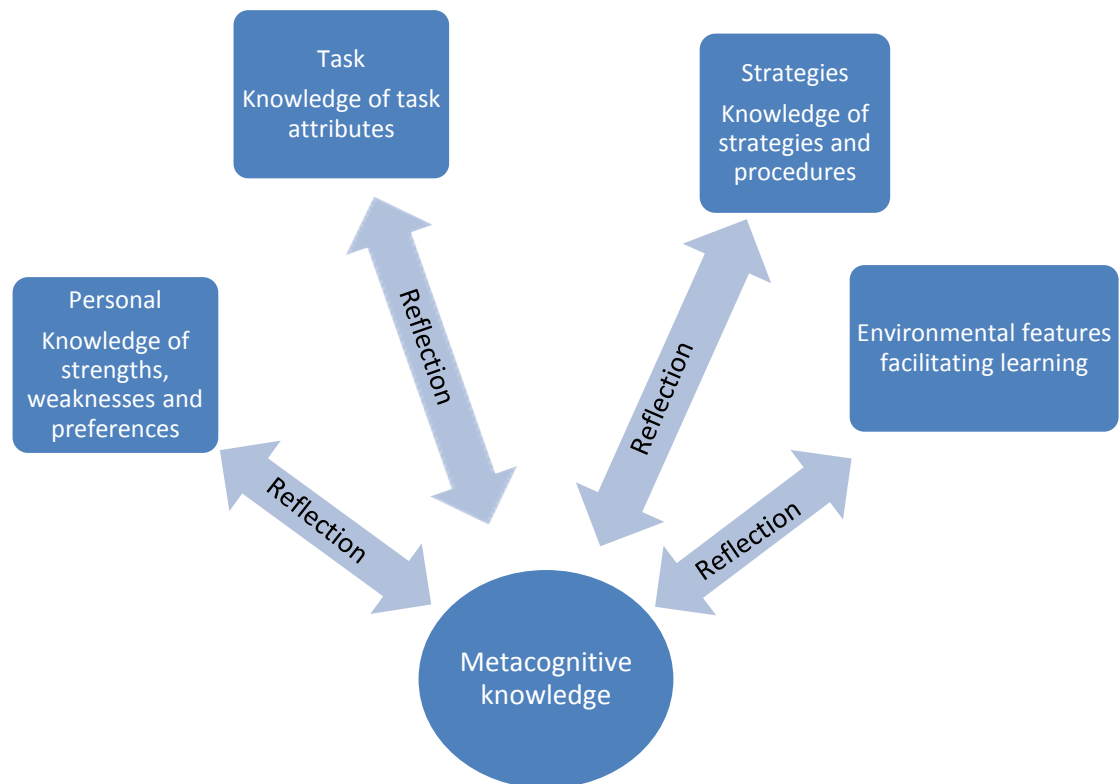 Task
Knowledge of task
attributes
Strategies
Knowledge of
strategies and
procedures
Personal
Knowledge of
strengths,
weaknesses and
preferences
Environmental features
facilitating learning
Reflection
Reflection
Reflection
Reflection
Metacognitive
knowledge